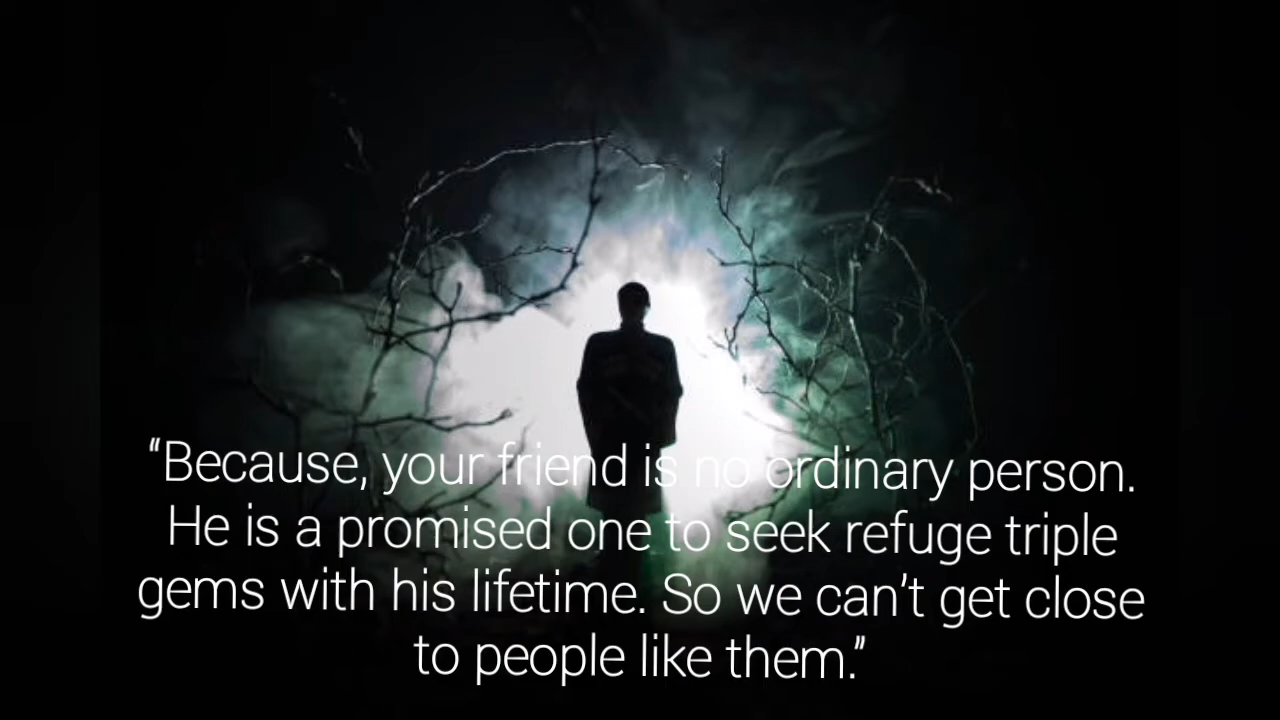 “Because, your friend is no ordinary person.
He is a promised one to seek refuge triple
gems with his lifetime. So we can’t get close
to people like them.”